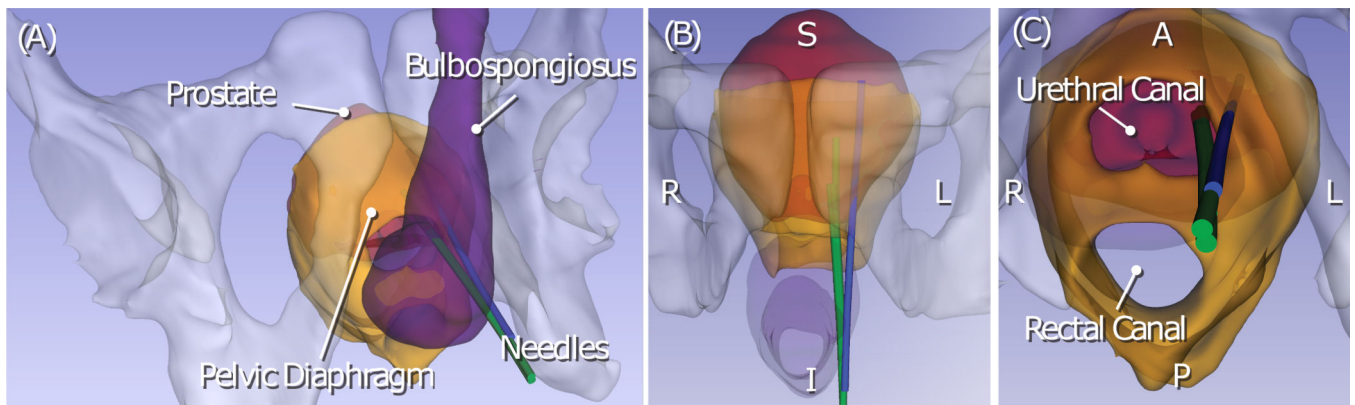 (A)
Prostate
Bulbospongiosus
Pelvic Diaphragm
Needles
(B)
S
R
L
I
(C)
A
Urethral Canal
R
L
Rectal Canal
P